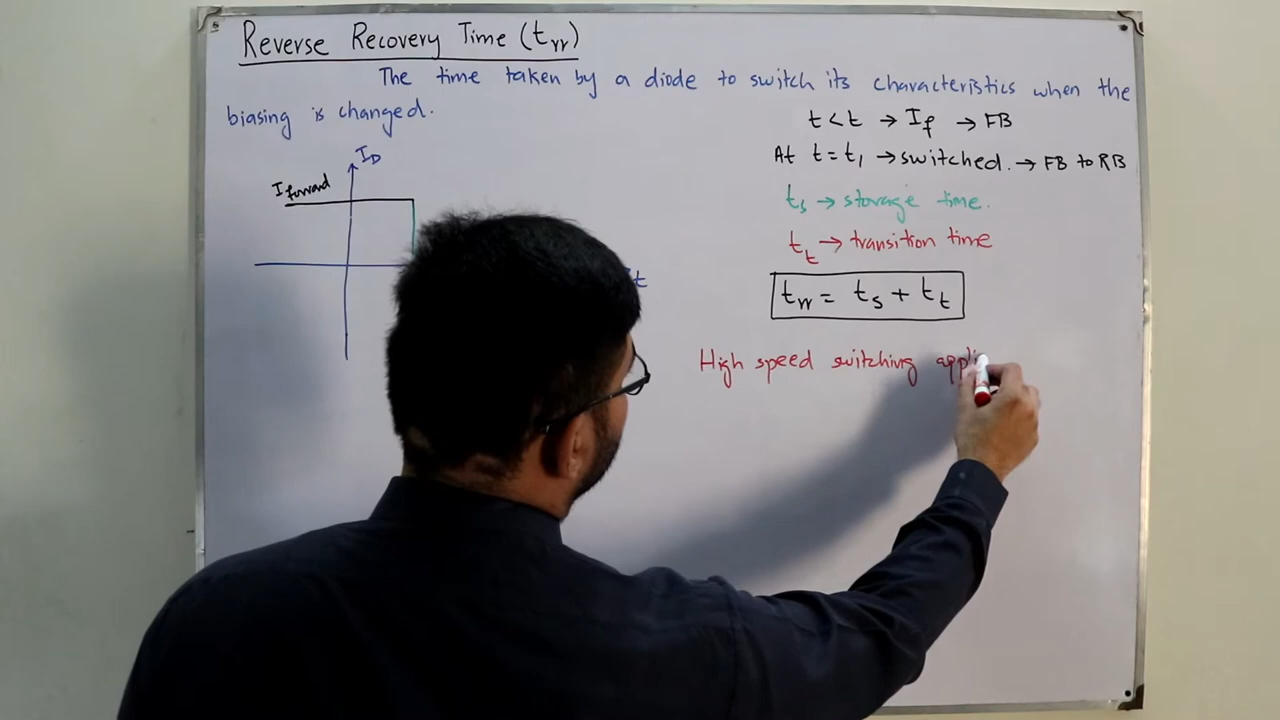 Reverse Recovery Time (trr)
The time taken by a diode to switch its characteristics when the
biasing is changed.
t < t → If → FB
At t = t1 → switched. → FB to RB
ID
Iforward
ts → storage time.
tt → transition time
t
trr = ts + tt
High speed switching appli